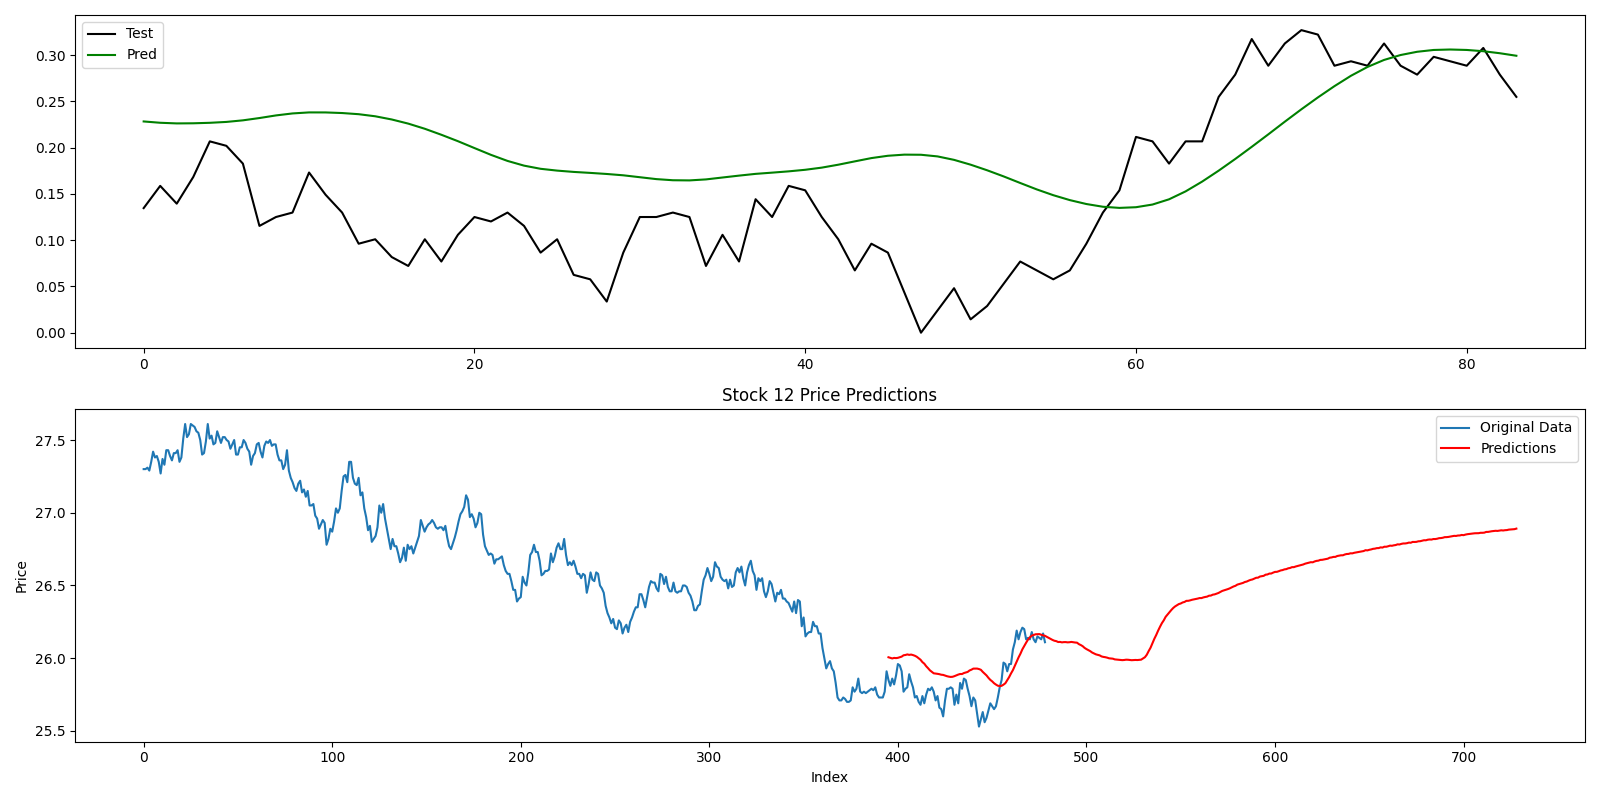 Test
Pred
0.30
0.25
0.20
0.15
0.10
0.05
0.00
0 20 40 60 80
Stock 12 Price Predictions
Original Data
Predictions
27.5
27.0
26.5
26.0
25.5
Price
0 100 200 300 400 500 600 700
Index